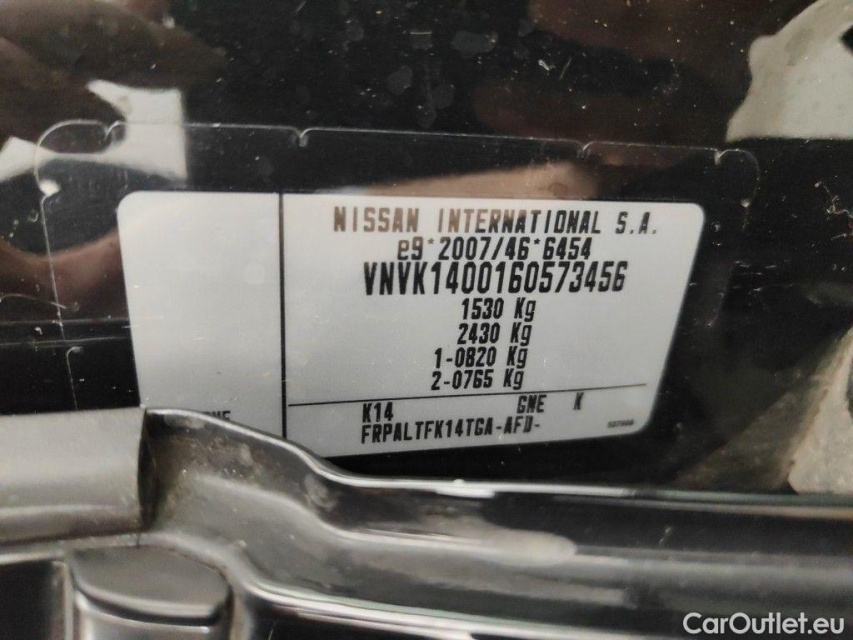 NISSAN INTERNATIONAL S.A.
e9*2007/46*6454
VNVK1400160573456
1530 Kg
2430 Kg
1-0820 Kg
2-0765 Kg
K14 GNE K
FRPALTFK14TGA-AFD-
CarOutlet.eu